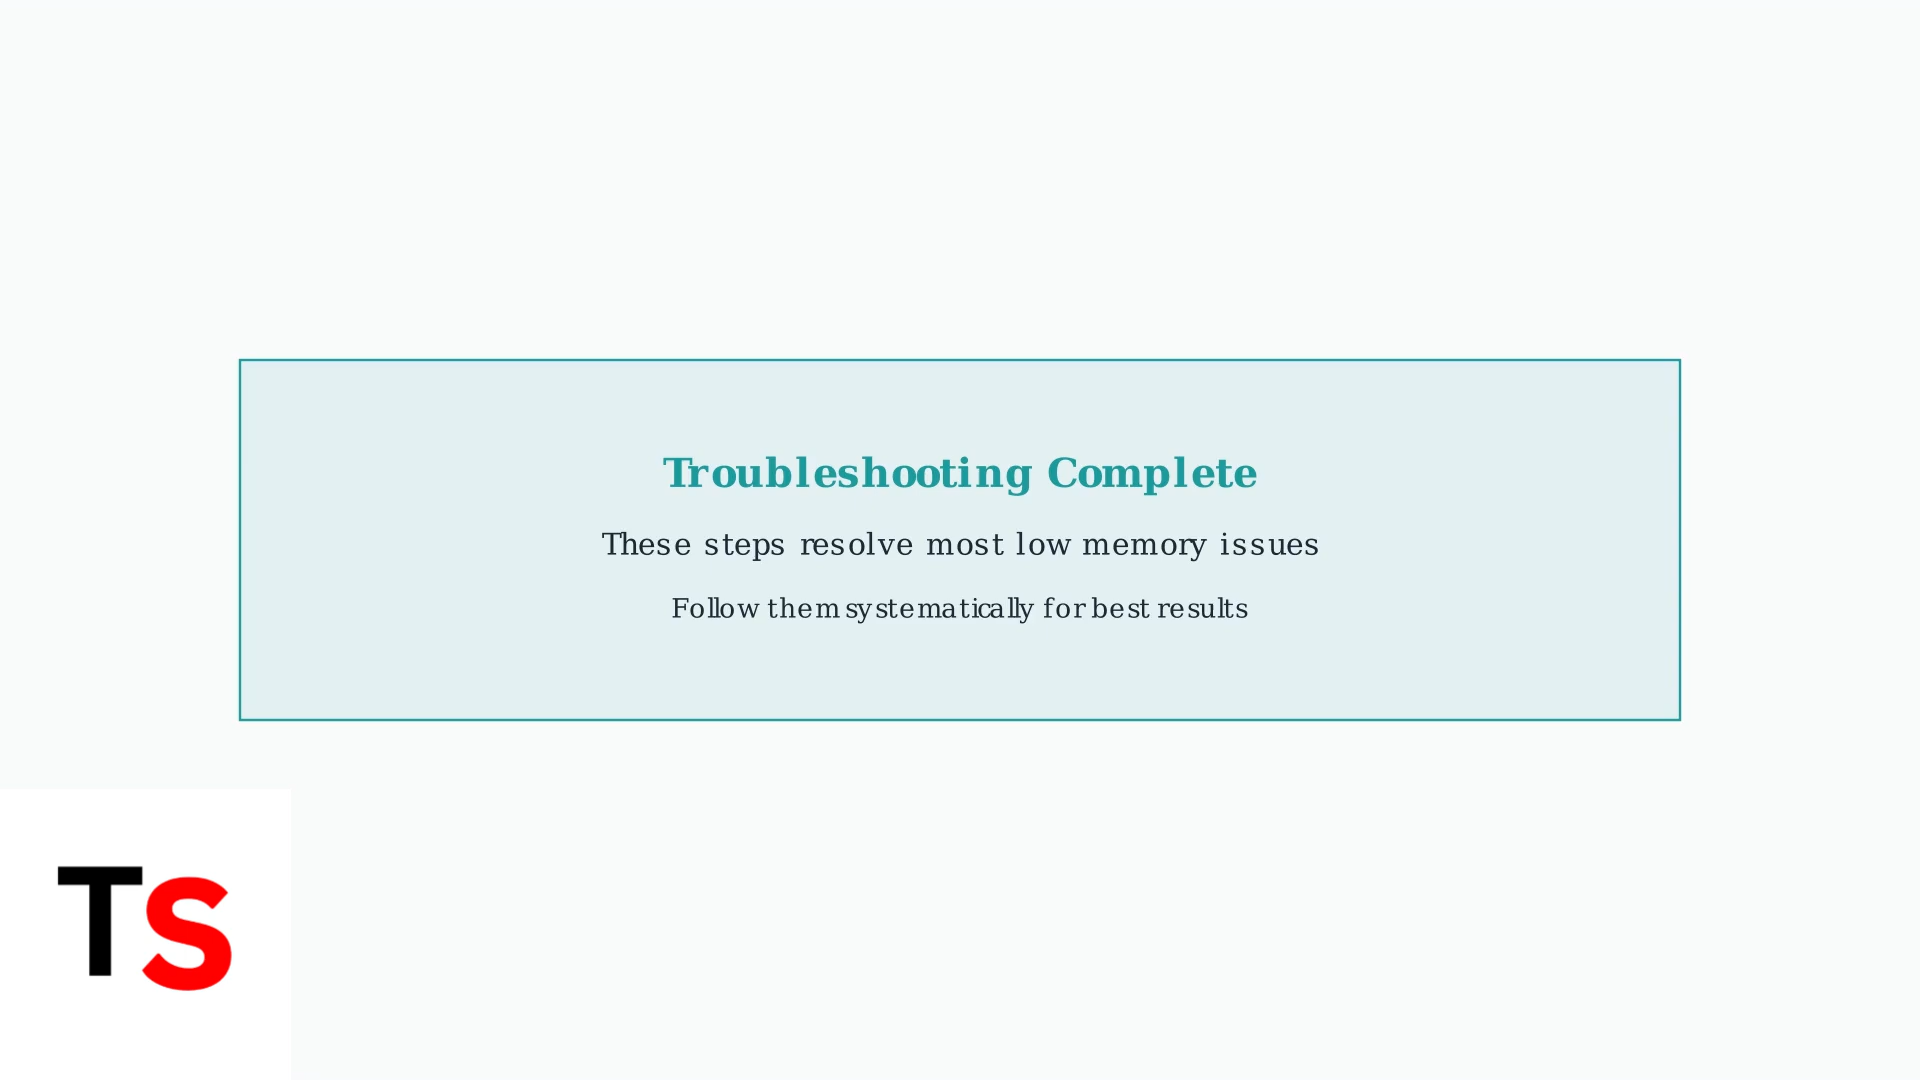 Troubleshooting Complete
These steps resolve most low memory issues
Follow them systematically for best results
TS